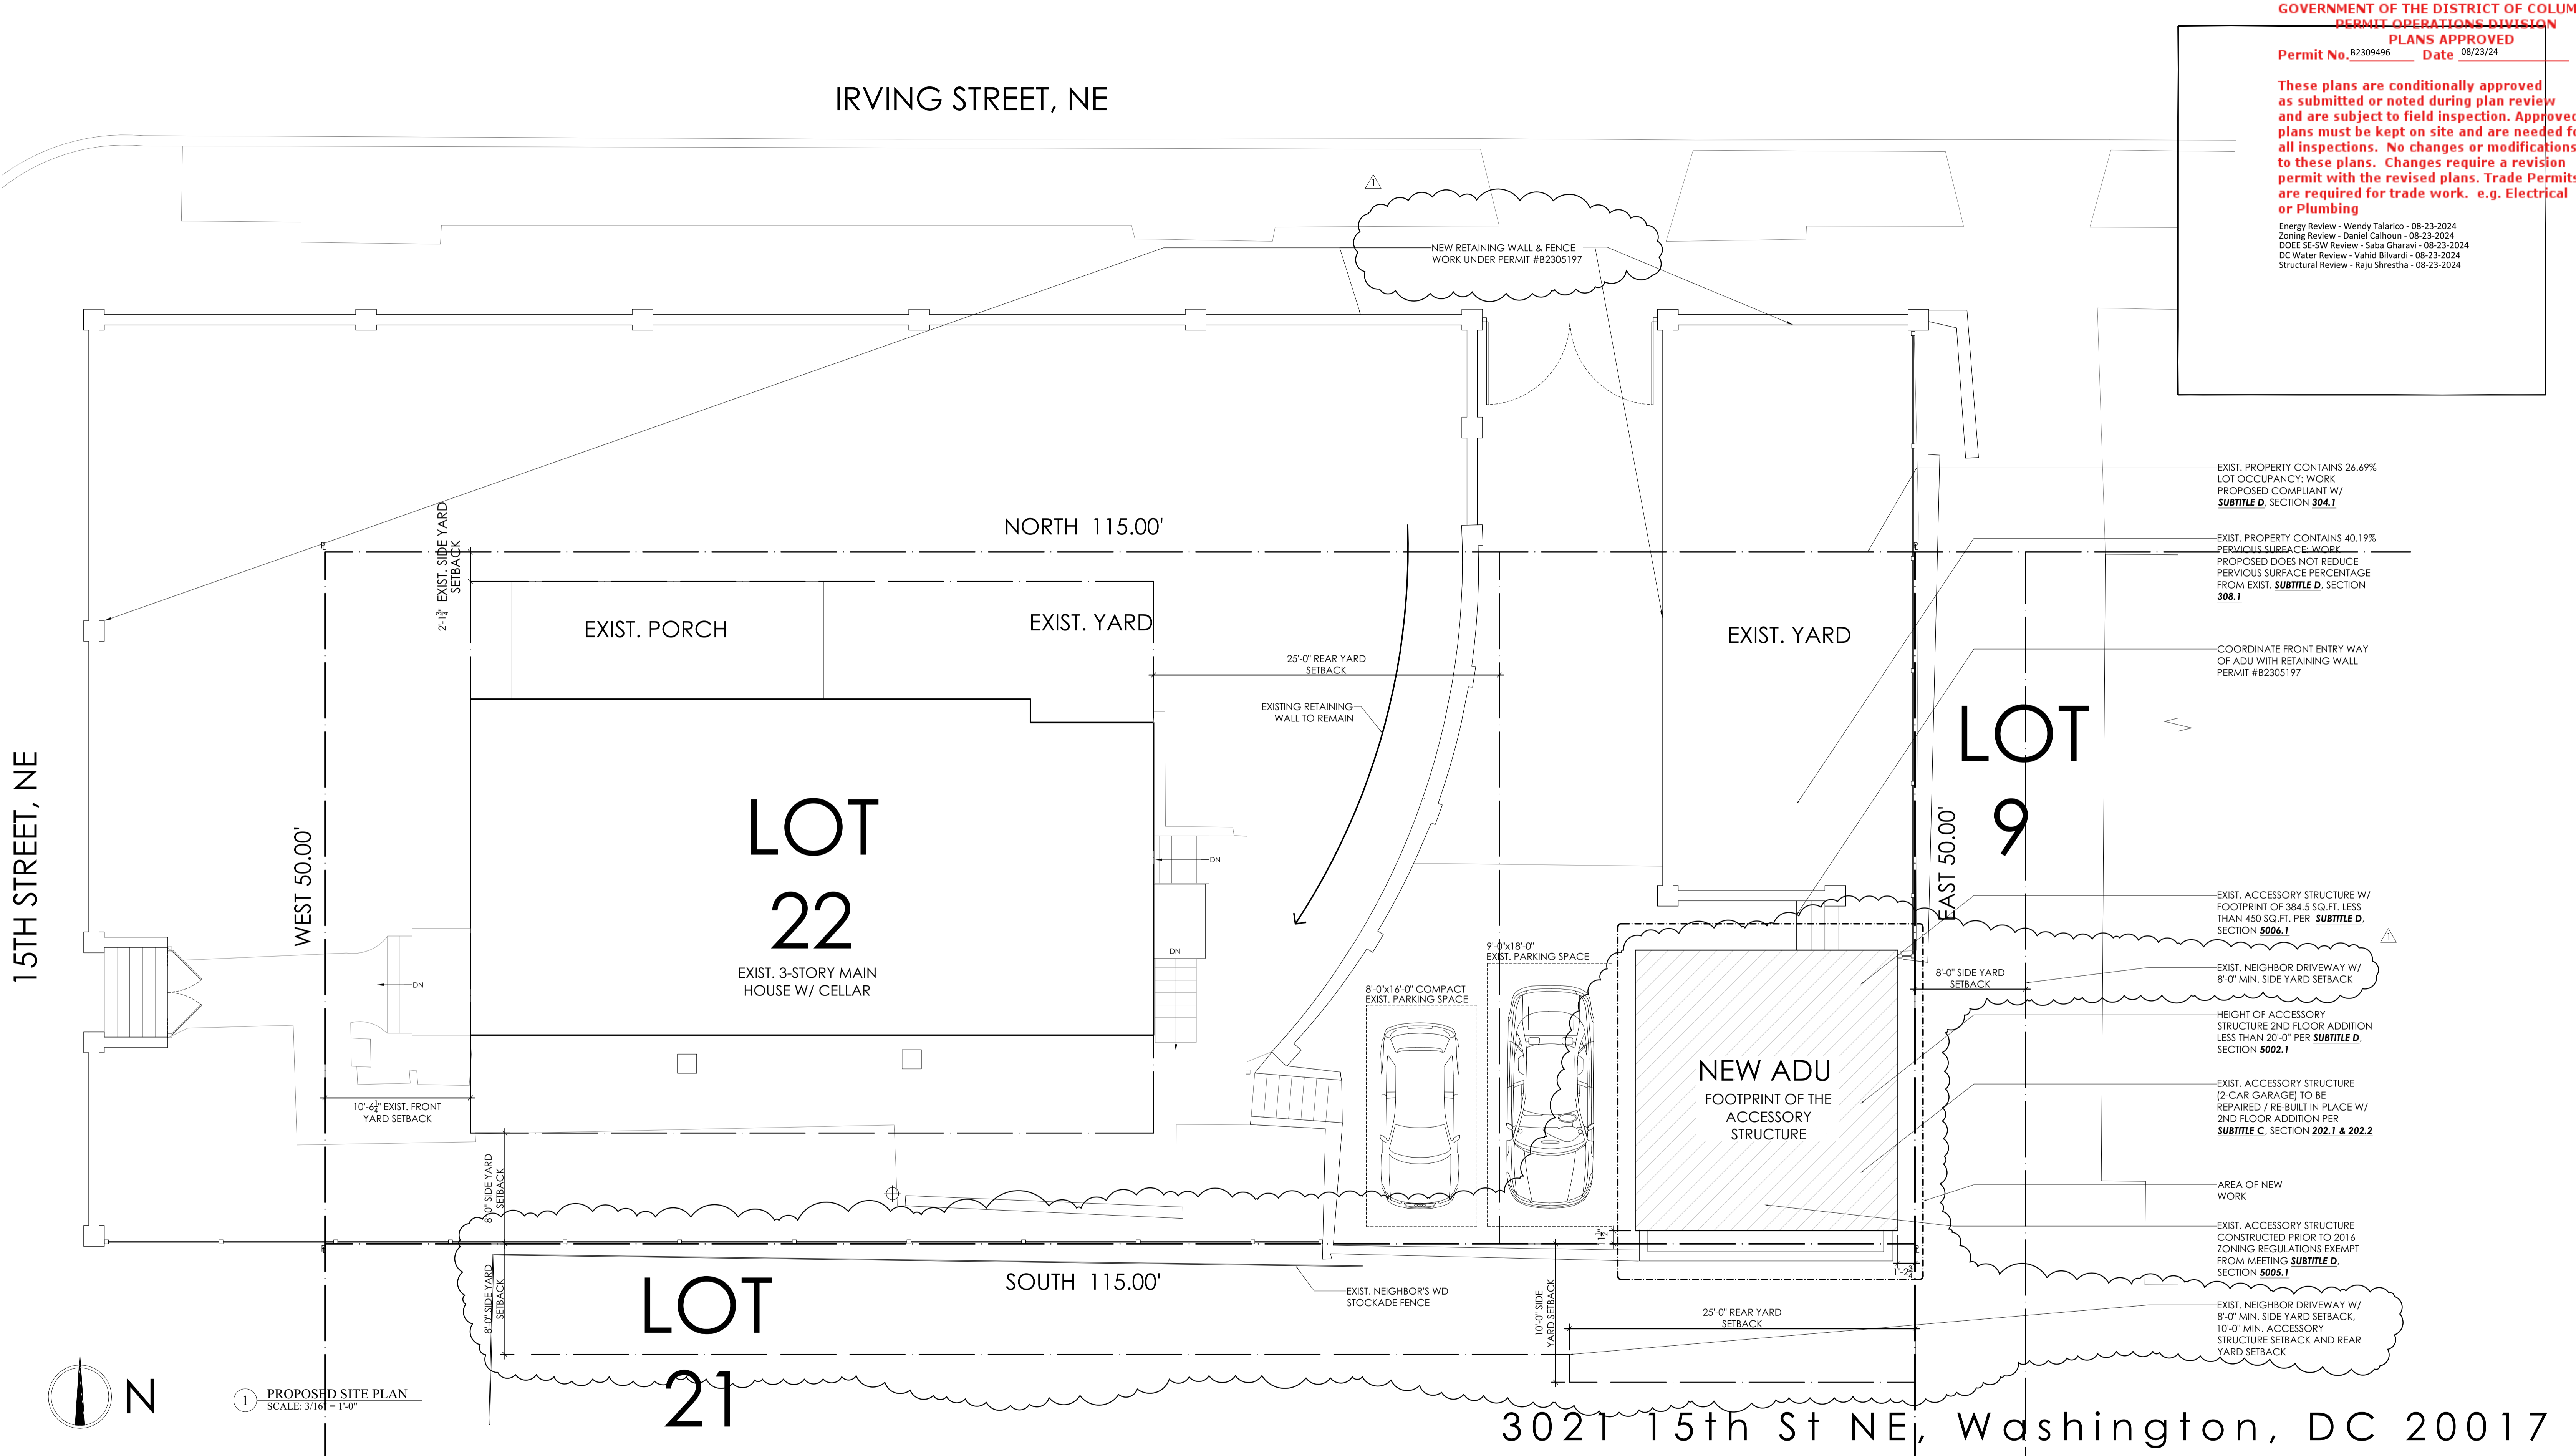 GOVERNMENT OF THE DISTRICT OF COLUM
PERMIT OPERATIONS DIVISION
PLANS APPROVED
Permit No. B2309496 Date 08/23/24
These plans are conditionally approved
as submitted or noted during plan review
and are subject to field inspection. Approved
plans must be kept on site and are needed fo
all inspections. No changes or modifications
to these plans. Changes require a revision
permit with the revised plans. Trade Permits
are required for trade work. e.g. Electrical
or Plumbing
Energy Review - Wendy Talarico - 08-23-2024
Zoning Review - Daniel Calhoun - 08-23-2024
DOEE SE-SW Review - Saba Gharavi - 08-23-2024
DC Water Review - Vahid Bilvardi - 08-23-2024
Structural Review - Raju Shrestha - 08-23-2024
IRVING STREET, NE
1
NEW RETAINING WALL & FENCE
WORK UNDER PERMIT #B2305197
EXIST. PROPERTY CONTAINS 26.69%
LOT OCCUPANCY: WORK
PROPOSED COMPLIANT W/
SUBTITLE D, SECTION 304.1
NORTH 115.00'
2'-1¾" EXIST. SIDE YARD
SETBACK
EXIST. PROPERTY CONTAINS 40.19%
PERVIOUS SURFACE: WORK
PROPOSED DOES NOT REDUCE
PERVIOUS SURFACE PERCENTAGE
FROM EXIST. SUBTITLE D, SECTION
308.1
EXIST. PORCH
EXIST. YARD
EXIST. YARD
25'-0" REAR YARD
SETBACK
COORDINATE FRONT ENTRY WAY
OF ADU WITH RETAINING WALL
PERMIT #B2305197
EXISTING RETAINING
WALL TO REMAIN
LOT
9
15TH STREET, NE
WEST 50.00'
LOT
22
EXIST. 3-STORY MAIN
HOUSE W/ CELLAR
DN
DN
DN
EAST 50.00'
EXIST. ACCESSORY STRUCTURE W/
FOOTPRINT OF 384.5 SQ.FT. LESS
THAN 450 SQ.FT. PER SUBTITLE D,
SECTION 5006.1
1
9'-0"x18'-0"
EXIST. PARKING SPACE
8'-0"x16'-0" COMPACT
EXIST. PARKING SPACE
8'-0" SIDE YARD
SETBACK
EXIST. NEIGHBOR DRIVEWAY W/
8'-0" MIN. SIDE YARD SETBACK
HEIGHT OF ACCESSORY
STRUCTURE 2ND FLOOR ADDITION
LESS THAN 20'-0" PER SUBTITLE D,
SECTION 5002.1
NEW ADU
FOOTPRINT OF THE
ACCESSORY
STRUCTURE
EXIST. ACCESSORY STRUCTURE
(2-CAR GARAGE) TO BE
REPAIRED / RE-BUILT IN PLACE W/
2ND FLOOR ADDITION PER
SUBTITLE C, SECTION 202.1 & 202.2
10'-6¼" EXIST. FRONT
YARD SETBACK
8'-0" SIDE YARD
SETBACK
AREA OF NEW
WORK
EXIST. ACCESSORY STRUCTURE
CONSTRUCTED PRIOR TO 2016
ZONING REGULATIONS EXEMPT
FROM MEETING SUBTITLE D,
SECTION 5005.1
8'-0" SIDE YARD
SETBACK
SOUTH 115.00'
LOT
21
EXIST. NEIGHBOR'S WD
STOCKADE FENCE
10'-0" SIDE
YARD SETBACK
25'-0" REAR YARD
SETBACK
EXIST. NEIGHBOR DRIVEWAY W/
8'-0" MIN. SIDE YARD SETBACK,
10'-0" MIN. ACCESSORY
STRUCTURE SETBACK AND REAR
YARD SETBACK
N
1
PROPOSED SITE PLAN
SCALE: 3/16" = 1'-0"
3021 15th St NE, Washington, DC 20017